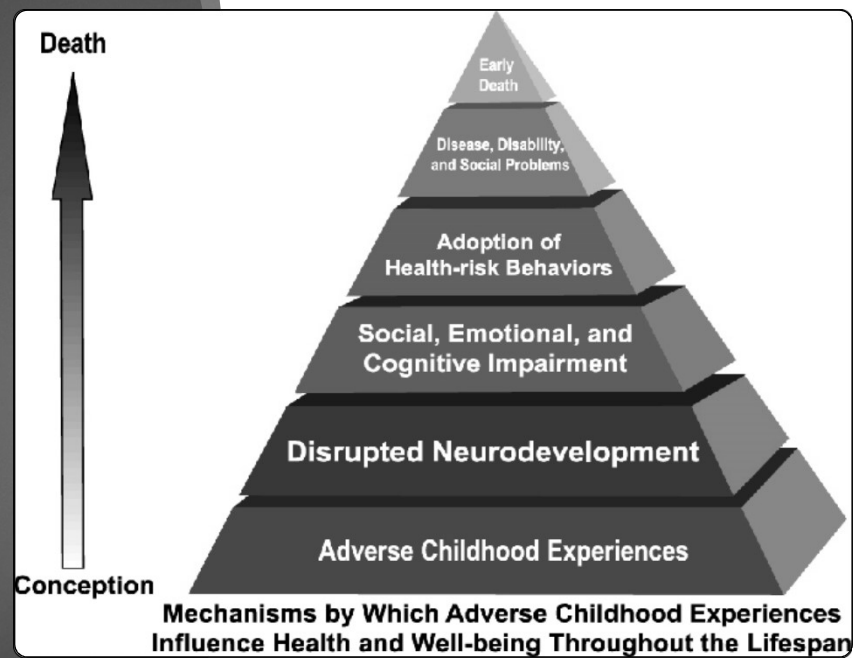 Death
Early
Death
Disease, Disability,
and Social Problems
Adoption of
Health-risk Behaviors
Social, Emotional, and
Cognitive Impairment
Disrupted Neurodevelopment
Adverse Childhood Experiences
Conception
Mechanisms by Which Adverse Childhood Experiences
Influence Health and Well-being Throughout the Lifespan